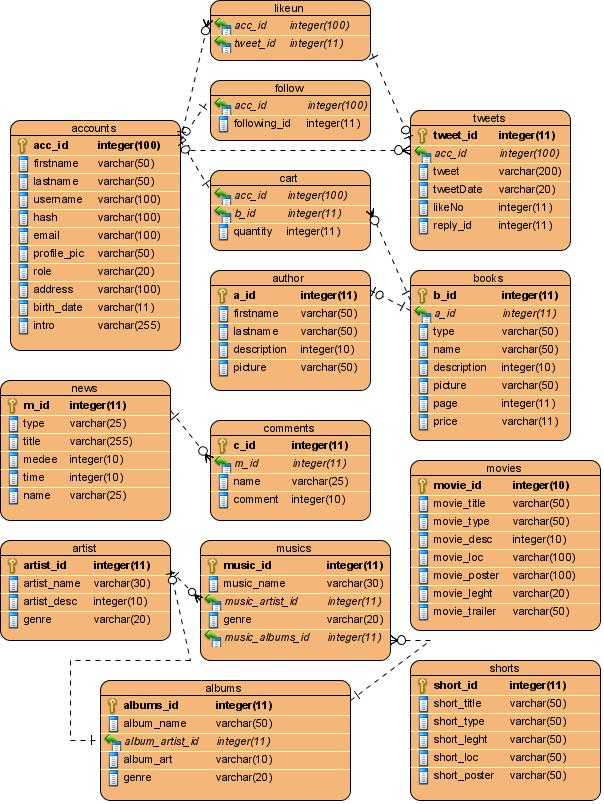 likeun
acc_id integer(100)
tweet_id integer(11)
follow
acc_id integer(100)
following_id integer(11)
accounts
acc_id integer(100)
firstname varchar(50)
lastname varchar(50)
username varchar(100)
hash varchar(100)
email varchar(100)
profile_pic varchar(50)
role varchar(20)
address varchar(100)
birth_date varchar(11)
intro varchar(255)
tweets
tweet_id integer(11)
acc_id integer(100)
tweet varchar(200)
tweetDate varchar(20)
likeNo integer(11)
reply_id integer(11)
cart
acc_id integer(100)
b_id integer(11)
quantity integer(11)
author
a_id integer(11)
firstname varchar(50)
lastname varchar(50)
description integer(10)
picture varchar(50)
books
b_id integer(11)
a_id integer(11)
type varchar(50)
name varchar(50)
description integer(10)
picture varchar(50)
page integer(11)
price varchar(11)
news
m_id integer(11)
type varchar(25)
title varchar(255)
medee integer(10)
time integer(10)
name varchar(25)
comments
c_id integer(11)
m_id integer(11)
name varchar(25)
comment integer(10)
movies
movie_id integer(10)
movie_title varchar(50)
movie_type varchar(50)
movie_desc integer(10)
movie_loc varchar(100)
movie_poster varchar(100)
movie_leght varchar(20)
movie_trailer varchar(50)
artist
artist_id integer(11)
artist_name varchar(30)
artist_desc integer(10)
genre varchar(20)
musics
music_id integer(11)
music_name varchar(30)
music_artist_id integer(11)
genre varchar(20)
music_albums_id integer(11)
albums
albums_id integer(11)
album_name varchar(50)
album_artist_id integer(11)
album_art varchar(10)
genre varchar(20)
shorts
short_id integer(11)
short_title varchar(50)
short_type varchar(50)
short_leght varchar(50)
short_loc varchar(50)
short_poster varchar(50)